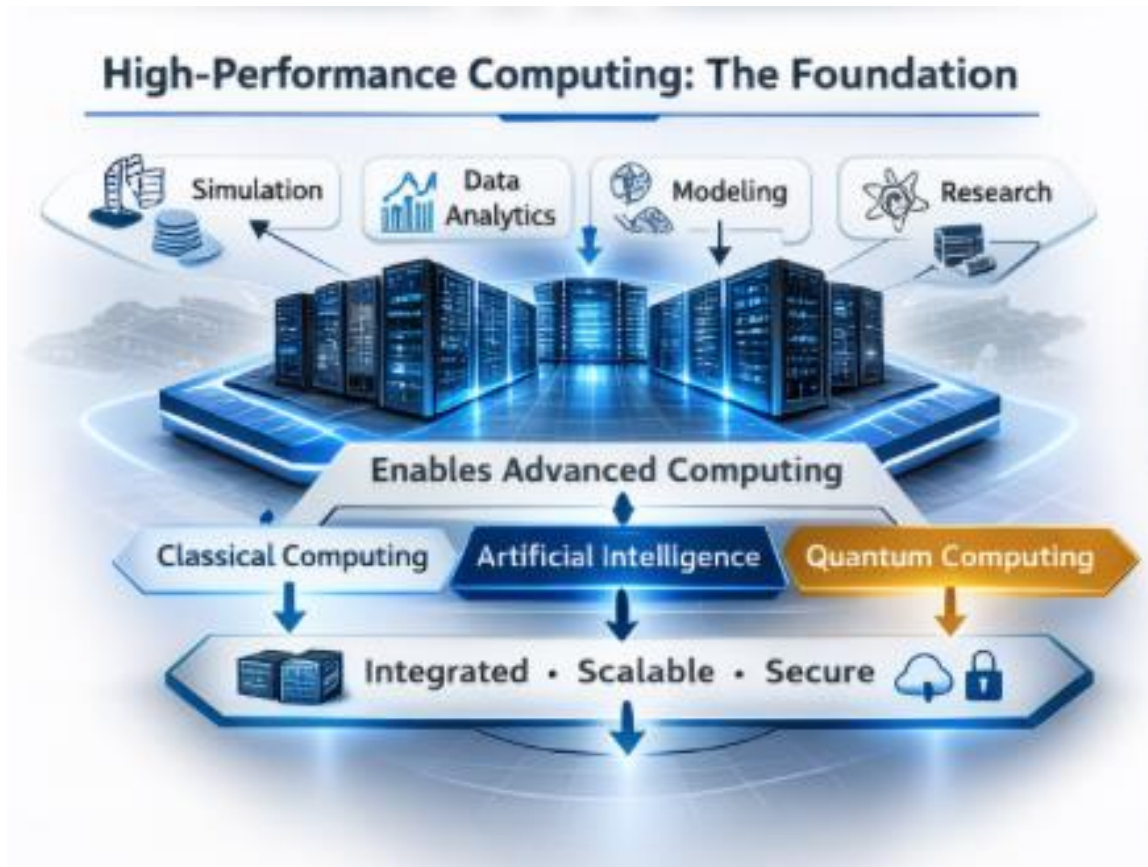 High-Performance Computing: The Foundation
Simulation
Data
Analytics
Modeling
Research
Enables Advanced Computing
Classical Computing
Artificial Intelligence
Quantum Computing
Integrated • Scalable • Secure